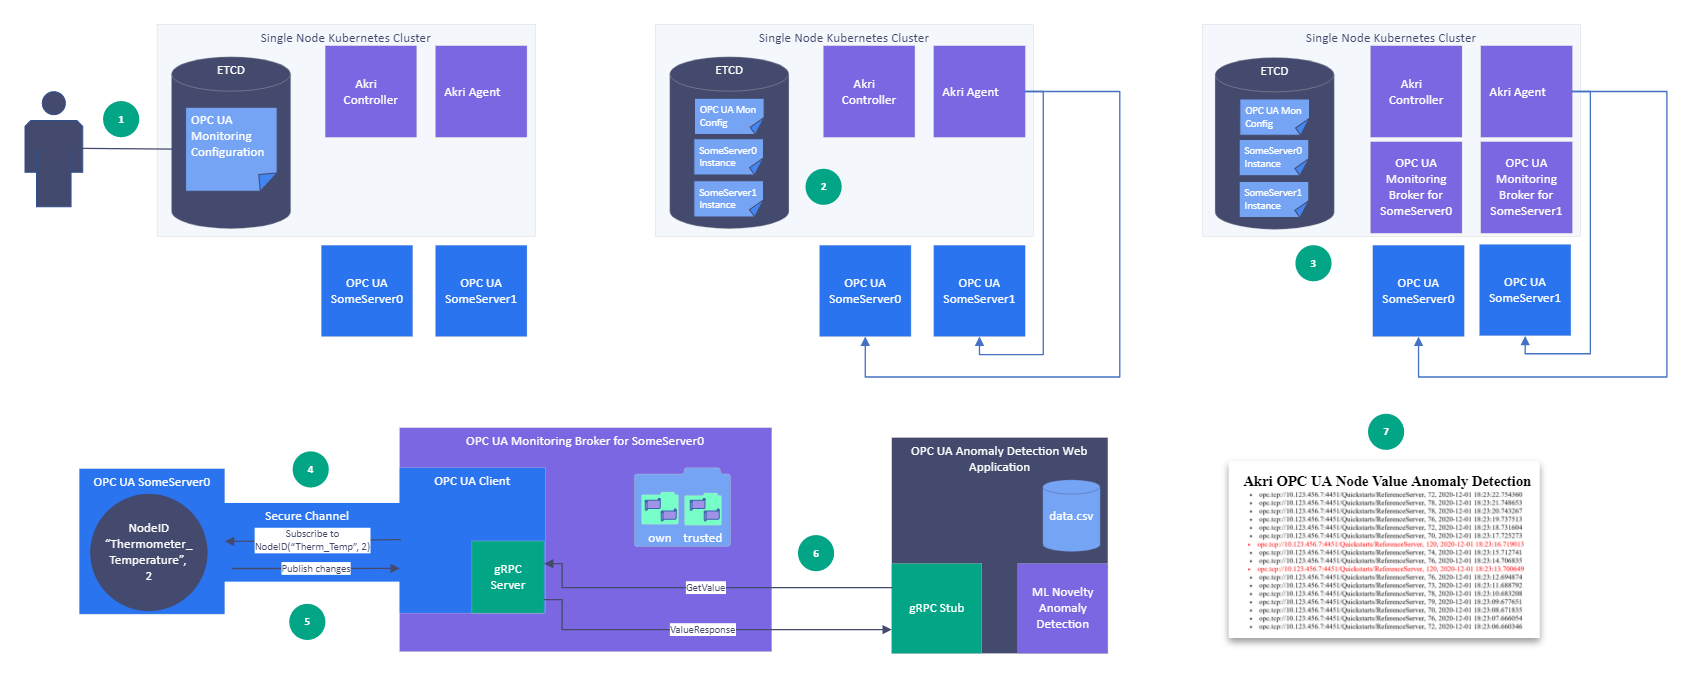 Single Node Kubernetes Cluster
ETCD
OPC UA
Monitoring
Configuration
Akri
Controller
Akri Agent
1
OPC UA
SomeServer0
OPC UA
SomeServer1
Single Node Kubernetes Cluster
ETCD
OPC UA Mon
Config
SomeServer0
Instance
SomeServer1
Instance
Akri
Controller
Akri Agent
2
OPC UA
SomeServer0
OPC UA
SomeServer1
Single Node Kubernetes Cluster
ETCD
OPC UA Mon
Config
SomeServer0
Instance
SomeServer1
Instance
Akri
Controller
Akri Agent
OPC UA
Monitoring
Broker for
SomeServer0
OPC UA
Monitoring
Broker for
SomeServer1
3
OPC UA
SomeServer0
OPC UA
SomeServer1
4
OPC UA SomeServer0
NodeID
“Thermometer_
Temperature”,
2
Secure Channel
Subscribe to
NodeID(“Therm_Temp”, 2)
Publish changes
5
OPC UA Monitoring Broker for SomeServer0
OPC UA Client
gRPC
Server
own trusted
6
GetValue
ValueResponse
OPC UA Anomaly Detection Web
Application
data.csv
gRPC Stub
ML Novelty
Anomaly
Detection
7
Akri OPC UA Node Value Anomaly Detection
opc.tcp://10.123.456.7:4451/Quickstarts/ReferenceServer, 72, 2020-12-01 18:23:22.754360
opc.tcp://10.123.456.7:4451/Quickstarts/ReferenceServer, 78, 2020-12-01 18:23:21.748653
opc.tcp://10.123.456.7:4451/Quickstarts/ReferenceServer, 78, 2020-12-01 18:23:20.743267
opc.tcp://10.123.456.7:4451/Quickstarts/ReferenceServer, 76, 2020-12-01 18:23:19.737513
opc.tcp://10.123.456.7:4451/Quickstarts/ReferenceServer, 72, 2020-12-01 18:23:18.731604
opc.tcp://10.123.456.7:4451/Quickstarts/ReferenceServer, 70, 2020-12-01 18:23:17.725273
opc.tcp://10.123.456.7:4451/Quickstarts/ReferenceServer, 120, 2020-12-01 18:23:16.719013
opc.tcp://10.123.456.7:4451/Quickstarts/ReferenceServer, 74, 2020-12-01 18:23:15.712741
opc.tcp://10.123.456.7:4451/Quickstarts/ReferenceServer, 76, 2020-12-01 18:23:14.706835
opc.tcp://10.123.456.7:4451/Quickstarts/ReferenceServer, 120, 2020-12-01 18:23:13.700649
opc.tcp://10.123.456.7:4451/Quickstarts/ReferenceServer, 76, 2020-12-01 18:23:12.694874
opc.tcp://10.123.456.7:4451/Quickstarts/ReferenceServer, 73, 2020-12-01 18:23:11.688792
opc.tcp://10.123.456.7:4451/Quickstarts/ReferenceServer, 78, 2020-12-01 18:23:10.683208
opc.tcp://10.123.456.7:4451/Quickstarts/ReferenceServer, 79, 2020-12-01 18:23:09.677651
opc.tcp://10.123.456.7:4451/Quickstarts/ReferenceServer, 70, 2020-12-01 18:23:08.671835
opc.tcp://10.123.456.7:4451/Quickstarts/ReferenceServer, 76, 2020-12-01 18:23:07.666054
opc.tcp://10.123.456.7:4451/Quickstarts/ReferenceServer, 72, 2020-12-01 18:23:06.660346